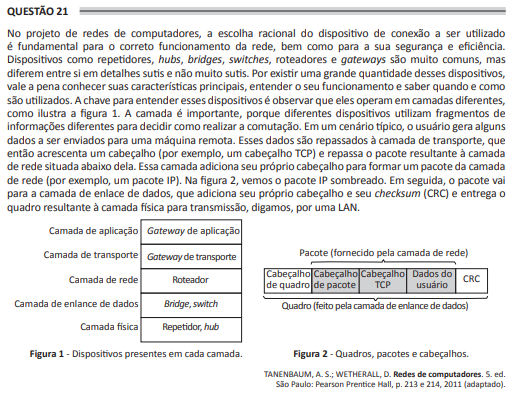 QUESTÃO 21
No projeto de redes de computadores, a escolha racional do dispositivo de conexão a ser utilizado
é fundamental para o correto funcionamento da rede, bem como para a sua segurança e eficiência.
Dispositivos como repetidores, hubs, bridges, switches, roteadores e gateways são muito comuns, mas
diferem entre si em detalhes sutis e não muito sutis. Por existir uma grande quantidade desses dispositivos,
vale a pena conhecer suas características principais, entender o seu funcionamento e saber quando e como
são utilizados. A chave para entender esses dispositivos é observar que eles operam em camadas diferentes,
como ilustra a figura 1. A camada é importante, porque diferentes dispositivos utilizam fragmentos de
informações diferentes para decidir como realizar a comutação. Em um cenário típico, o usuário gera alguns
dados a ser enviados para uma máquina remota. Esses dados são repassados à camada de transporte, que
então acrescenta um cabeçalho (por exemplo, um cabeçalho TCP) e repassa o pacote resultante à camada
de rede situada abaixo dela. Essa camada adiciona seu próprio cabeçalho para formar um pacote da camada
de rede (por exemplo, um pacote IP). Na figura 2, vemos o pacote IP sombreado. Em seguida, o pacote vai
para a camada de enlace de dados, que adiciona seu próprio cabeçalho e seu checksum (CRC) e entrega o
quadro resultante à camada física para transmissão, digamos, por uma LAN.
Camada de aplicação Gateway de aplicação
Camada de transporte Gateway de transporte
Camada de rede Roteador
Camada de enlance de dados Bridge, switch
Camada física Repetidor, hub
Figura 1 - Dispositivos presentes em cada camada.
Pacote (fornecido pela camada de rede)
Cabeçalho Cabeçalho Cabeçalho Dados do CRC
de quadro de pacote TCP usuário
Quadro (feito pela camada de enlance de dados)
Figura 2 - Quadros, pacotes e cabeçalhos.
TANENBAUM, A. S.; WETHERALL, D. Redes de computadores. 5. ed.
São Paulo: Pearson Prentice Hall, p. 213 e 214, 2011 (adaptado).